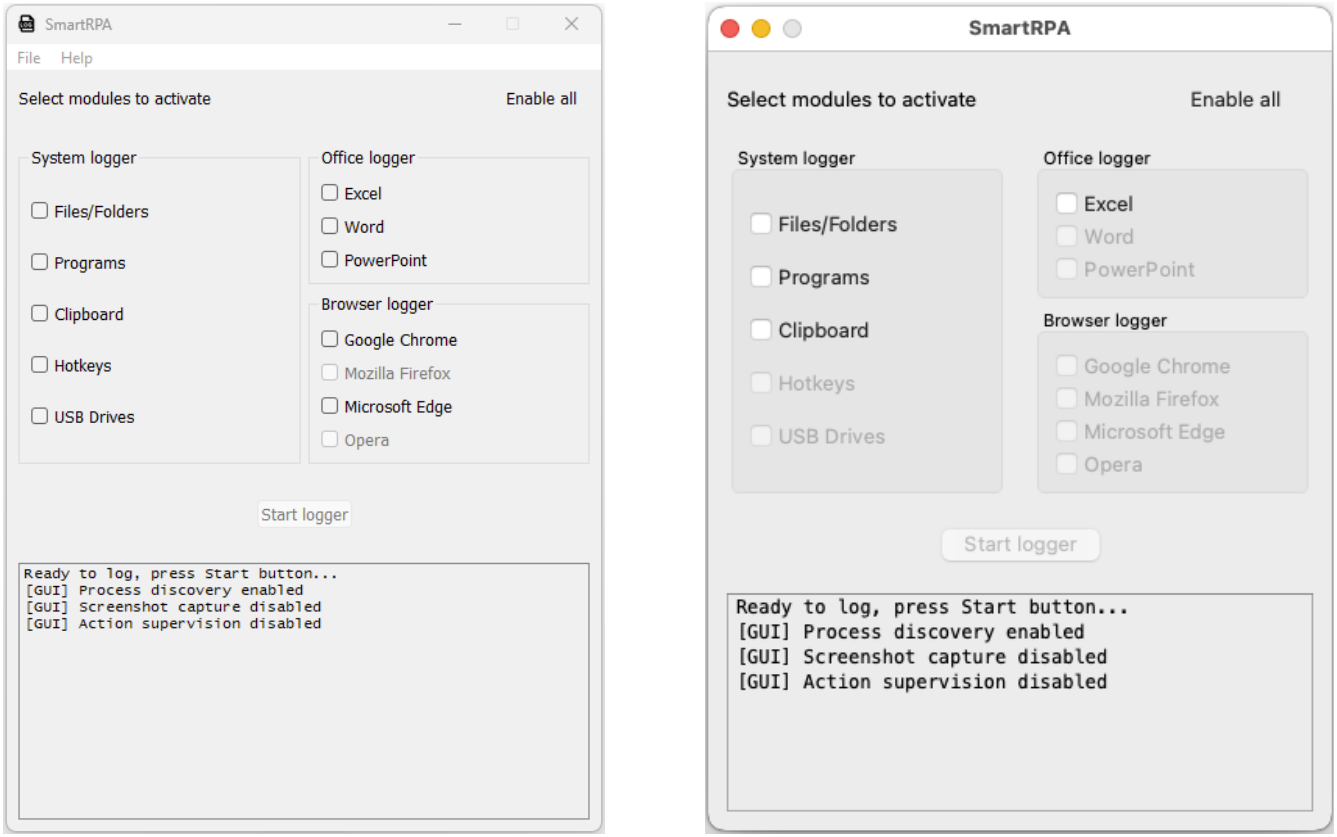 SmartRPA
File Help
Select modules to activate Enable all
System logger
Files/Folders
Programs
Clipboard
Hotkeys
USB Drives
Office logger
Excel
Word
PowerPoint
Browser logger
Google Chrome
Mozilla Firefox
Microsoft Edge
Opera
Start logger
Ready to log, press Start button...
[GUI] Process discovery enabled
[GUI] Screenshot capture disabled
[GUI] Action supervision disabled
SmartRPA
Select modules to activate Enable all
System logger
Files/Folders
Programs
Clipboard
Hotkeys
USB Drives
Office logger
Excel
Word
PowerPoint
Browser logger
Google Chrome
Mozilla Firefox
Microsoft Edge
Opera
Start logger
Ready to log, press Start button...
[GUI] Process discovery enabled
[GUI] Screenshot capture disabled
[GUI] Action supervision disabled